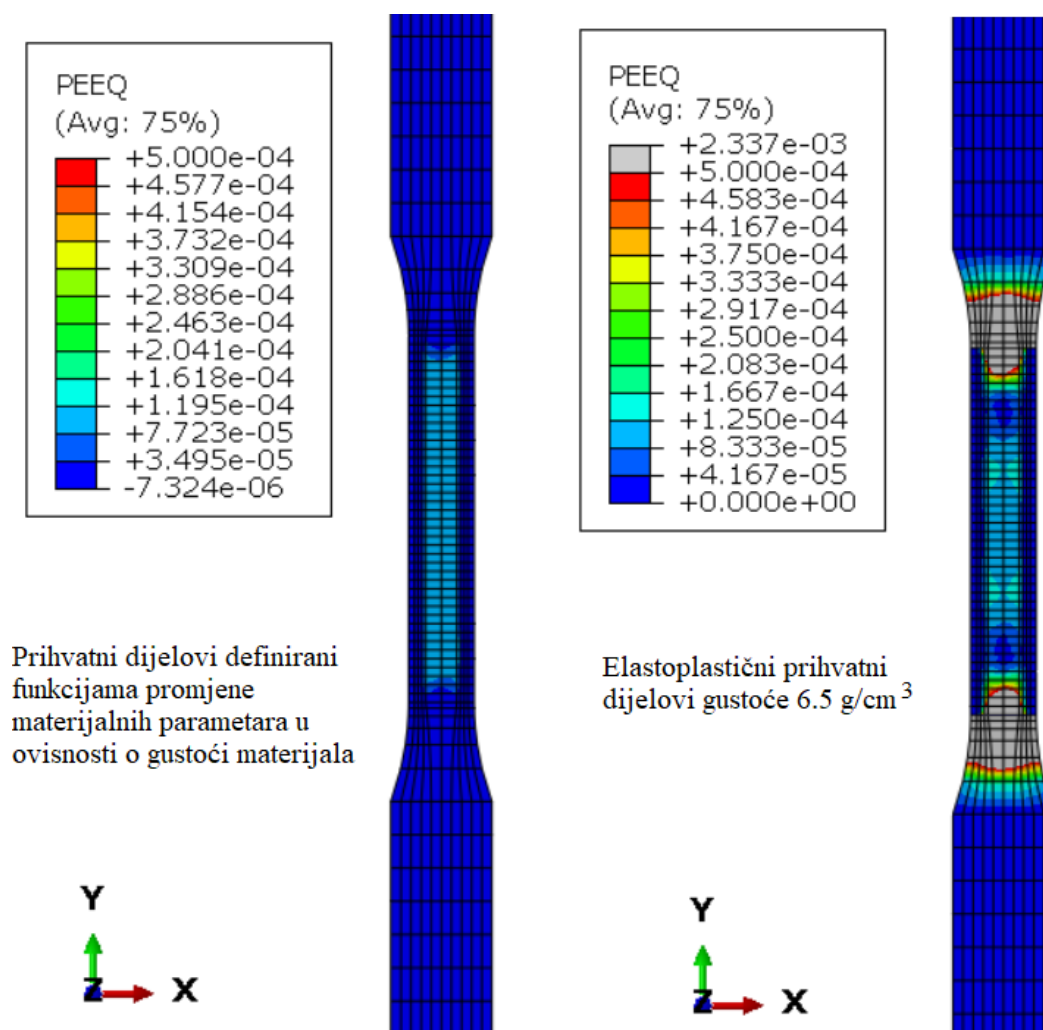 PEEQ
(Avg: 75%)
+5.000e-04
+4.577e-04
+4.154e-04
+3.732e-04
+3.309e-04
+2.886e-04
+2.463e-04
+2.041e-04
+1.618e-04
+1.195e-04
+7.723e-05
+3.495e-05
-7.324e-06
Prihvatni dijelovi definirani
funkcijama promjene
materijalnih parametara u
ovisnosti o gustoći materijala
Y
Z
X
PEEQ
(Avg: 75%)
+2.337e-03
+5.000e-04
+4.583e-04
+4.167e-04
+3.750e-04
+3.333e-04
+2.917e-04
+2.500e-04
+2.083e-04
+1.667e-04
+1.250e-04
+8.333e-05
+4.167e-05
+0.000e+00
Elastoplastični prihvatni
dijelovi gustoće 6.5 g/cm³
Y
Z
X